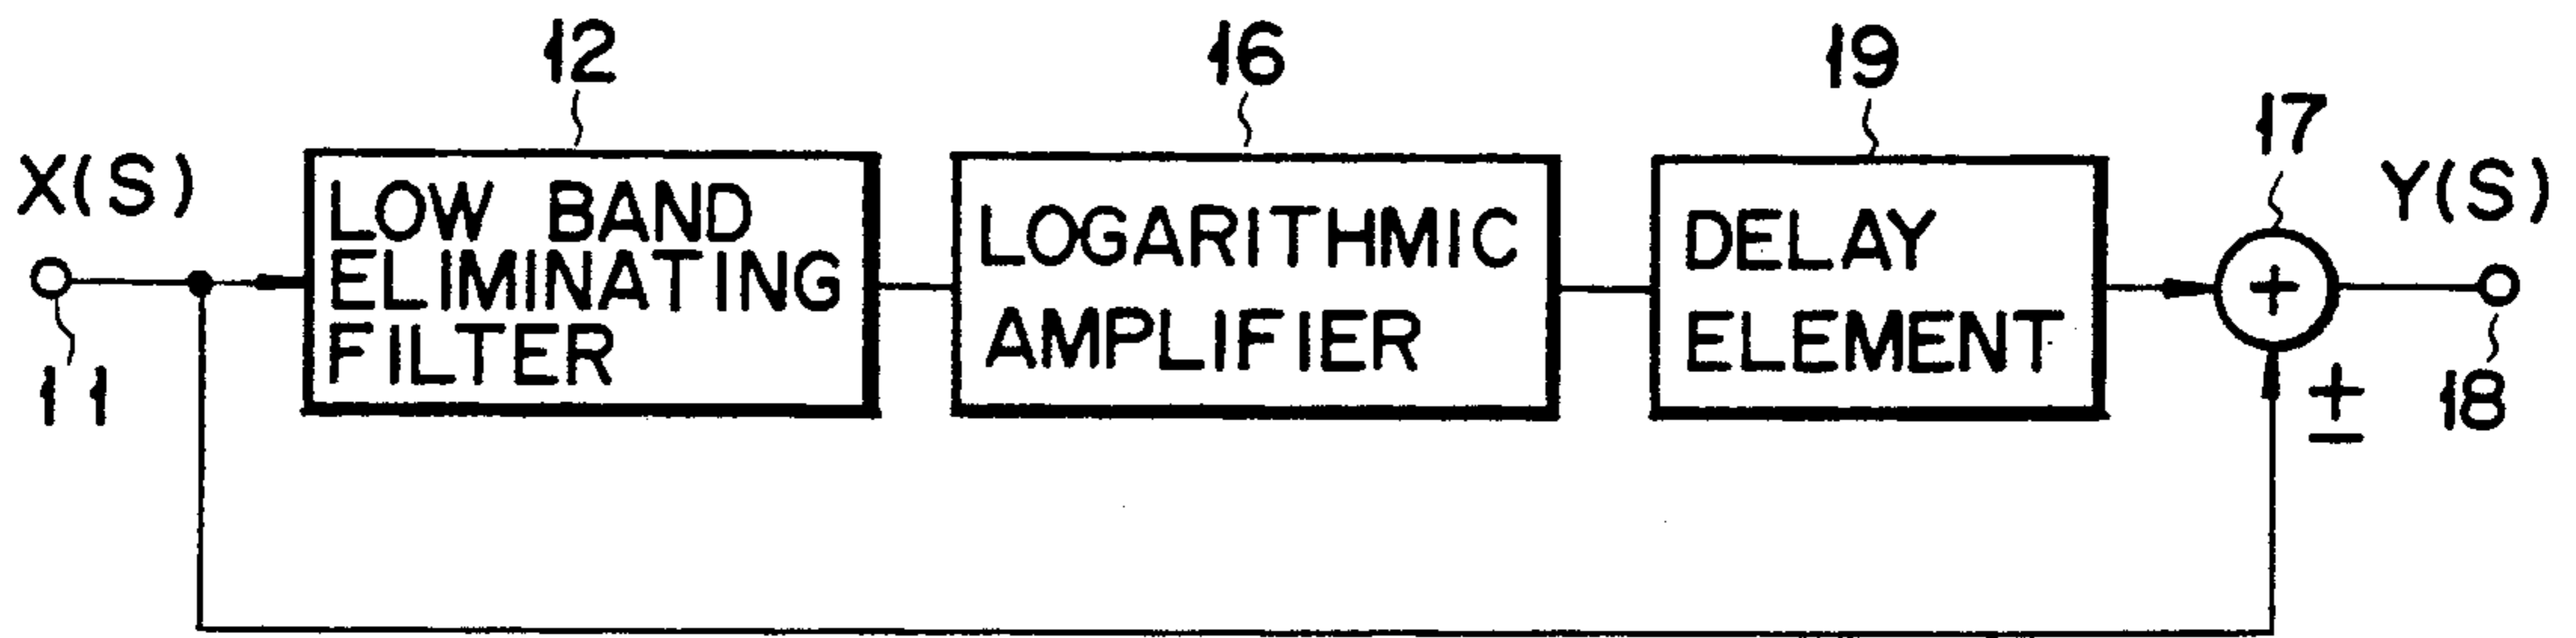 12
16
19
17
X(S)
Y(S)
LOW BAND
ELIMINATING
FILTER
LOGARITHMIC
AMPLIFIER
DELAY
ELEMENT
+
±
11
18